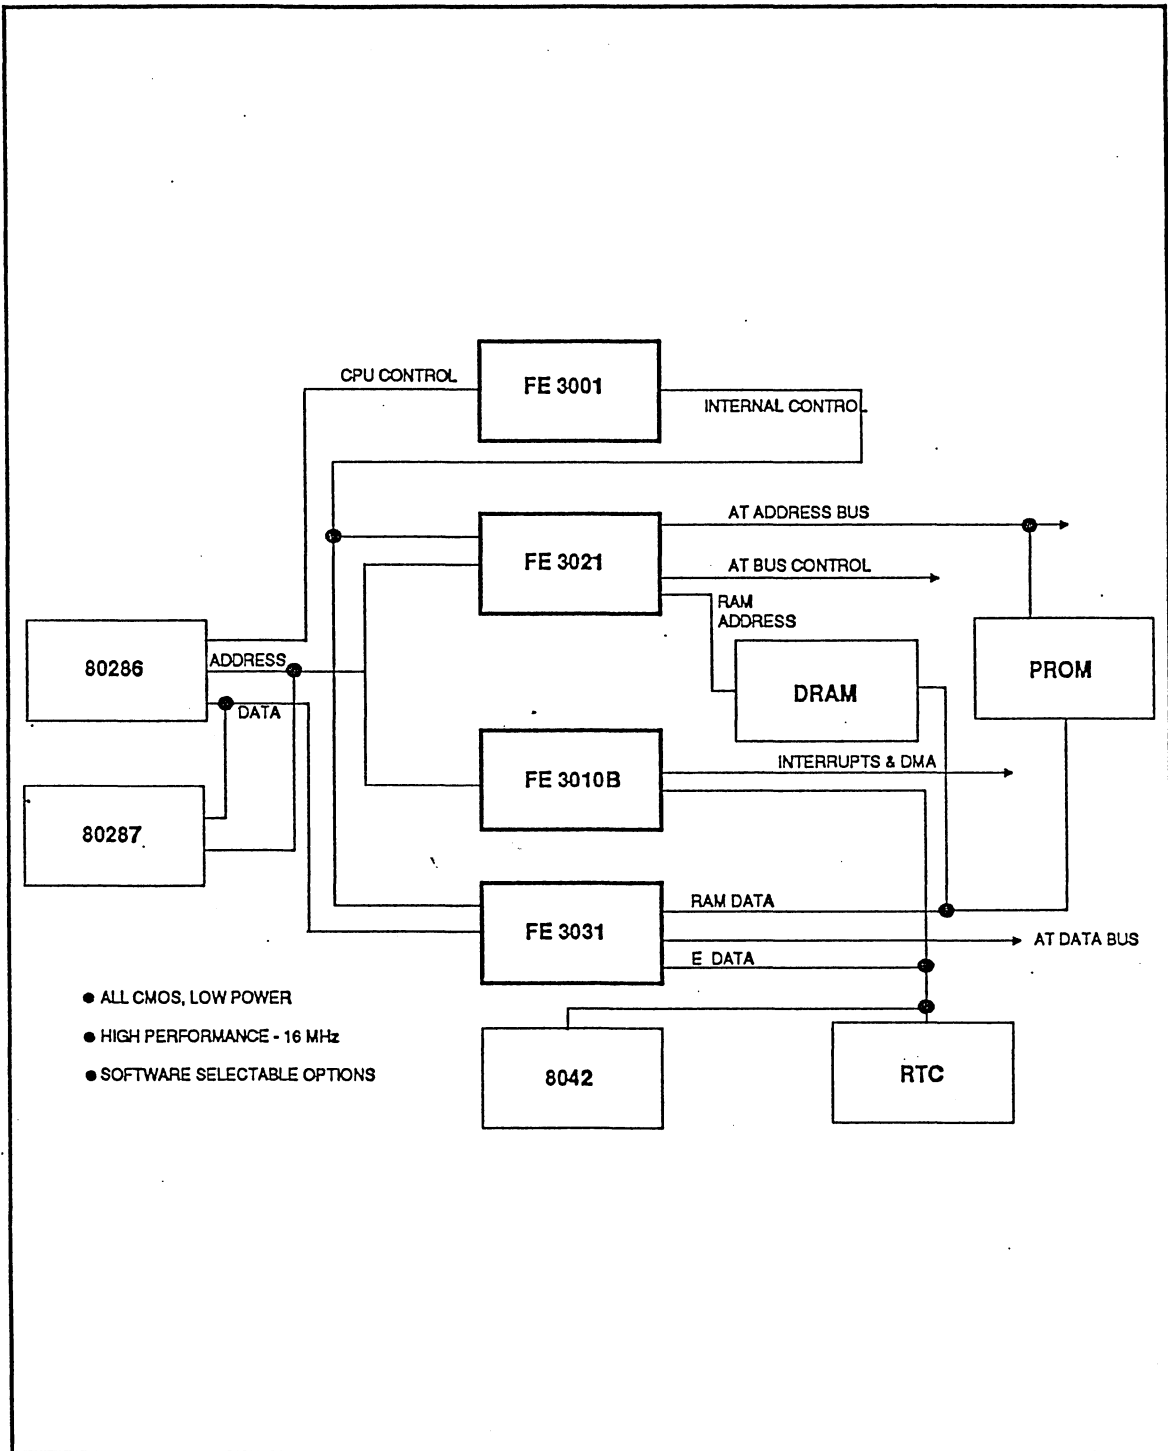 CPU CONTROL
FE 3001
INTERNAL CONTROL
AT ADDRESS BUS
FE 3021
AT BUS CONTROL
RAM
ADDRESS
80286
ADDRESS
DATA
DRAM
PROM
INTERRUPTS & DMA
FE 3010B
80287
RAM DATA
FE 3031
AT DATA BUS
E DATA
● ALL CMOS, LOW POWER
● HIGH PERFORMANCE - 16 MHz
● SOFTWARE SELECTABLE OPTIONS
8042
RTC